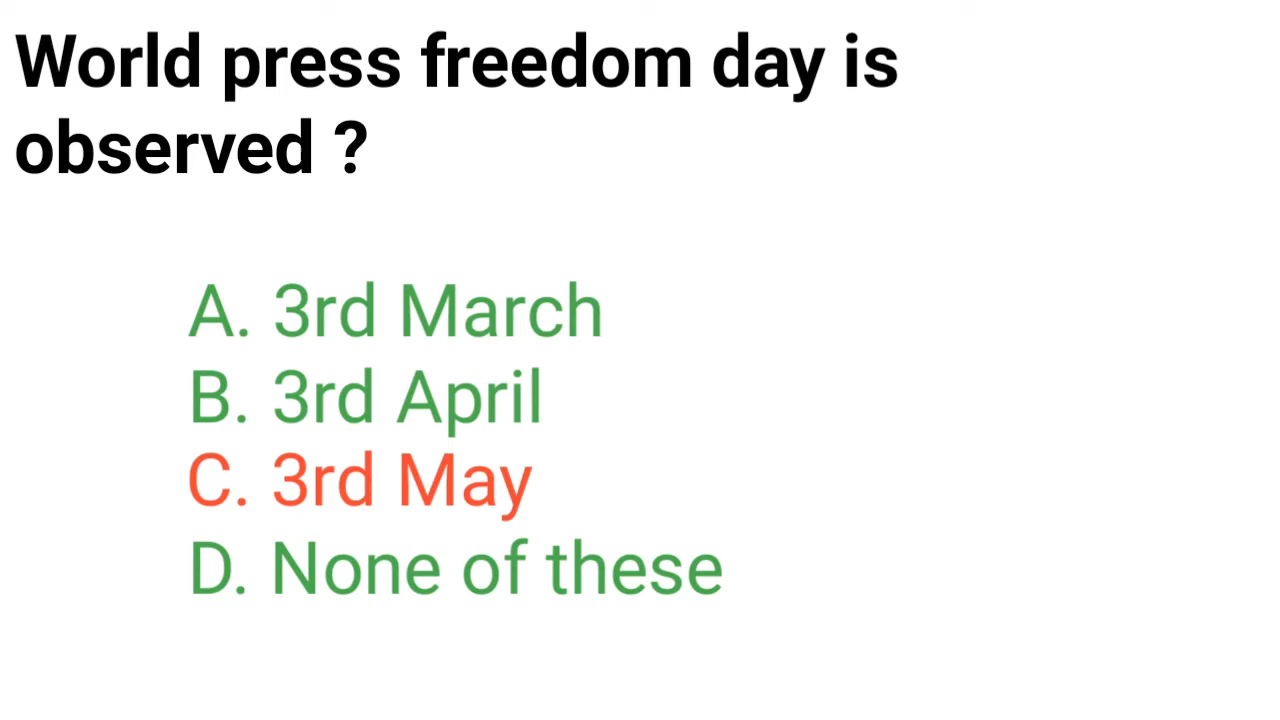 World press freedom day is
observed ?
A. 3rd March
B. 3rd April
C. 3rd May
D. None of these